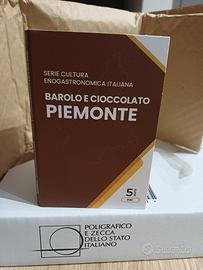 SERIE CULTURA
ENOGASTRONOMICA ITALIANA
BAROLO E CIOCCOLATO
PIEMONTE
5€
POLIGRAFICO
E ZECCA
DELLO STATO
ITALIANO